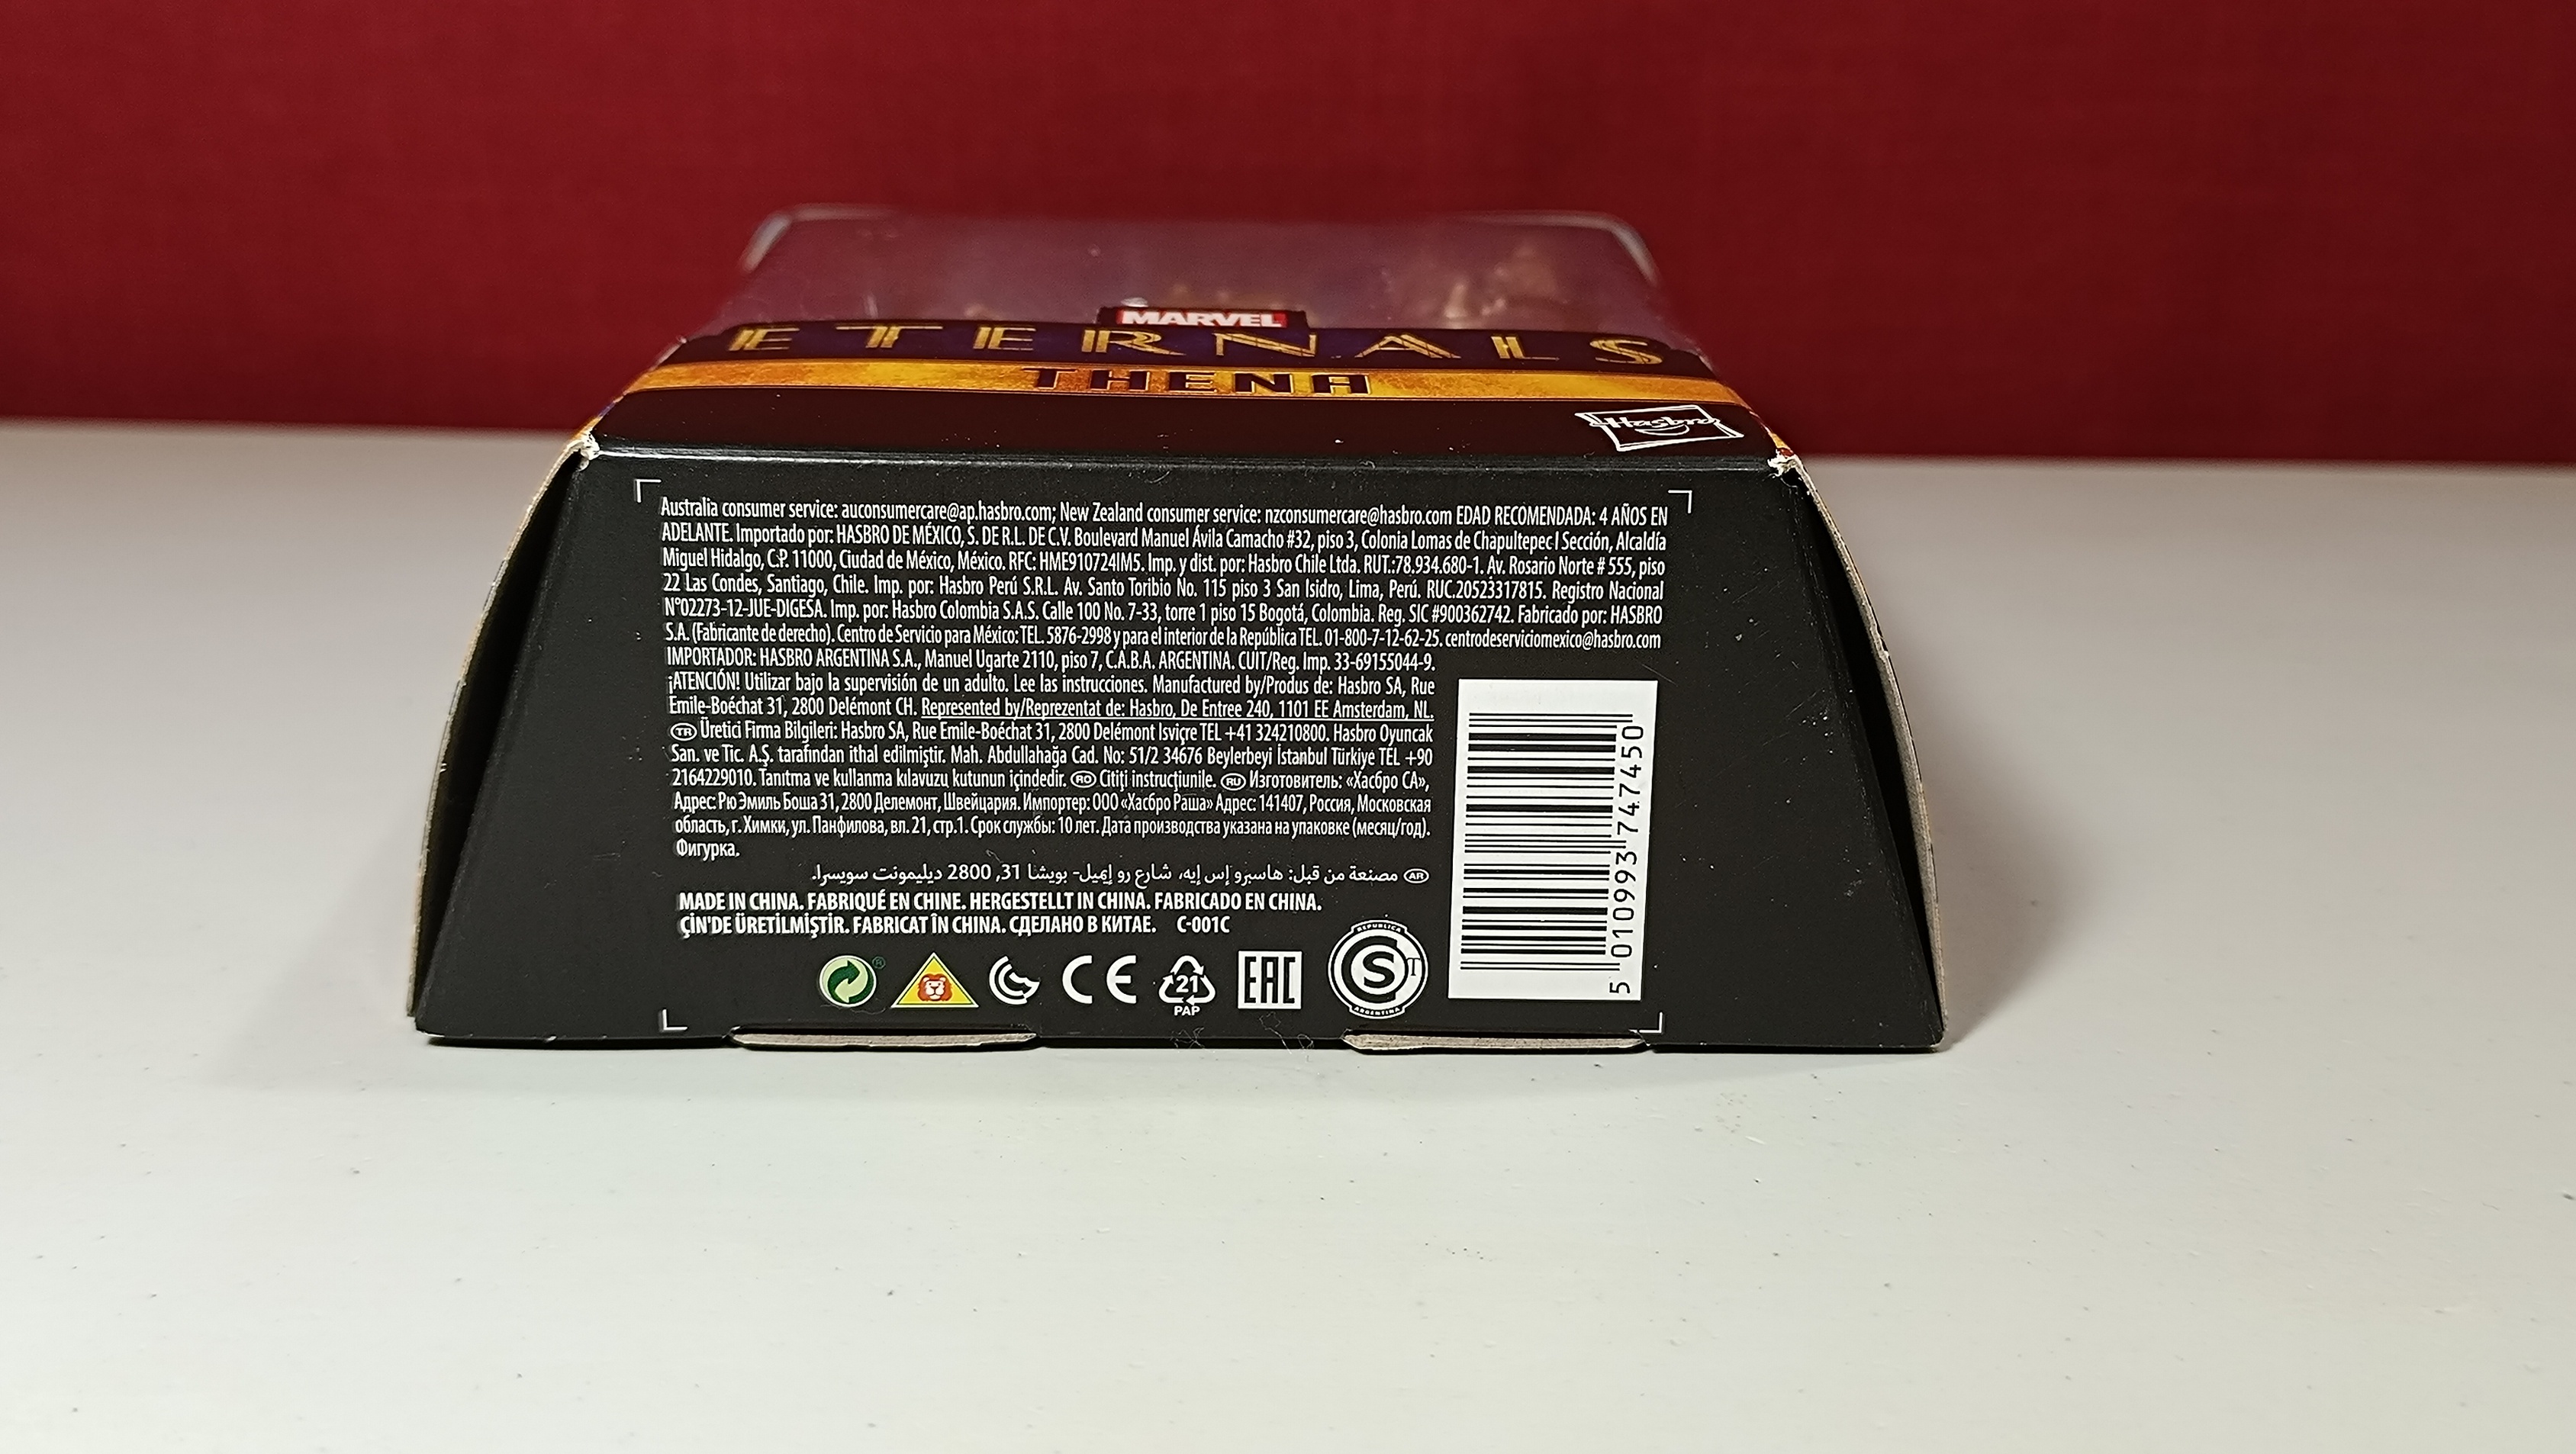 MARVEL
ETERNALS
THENA
Hasbro
Australia consumer service: auconsumercare@ap.hasbro.com; New Zealand consumer service: nzconsumercare@hasbro.com EDAD RECOMENDADA: 4 AÑOS EN
ADELANTE. Importado por: HASBRO DE MÉXICO, S. DE R.L. DE C.V. Boulevard Manuel Ávila Camacho #32, piso 3, Colonia Lomas de Chapultepec I Sección, Alcaldía
Miguel Hidalgo, C.P. 11000, Ciudad de México, México. RFC: HME910724IM5. Imp. y dist. por: Hasbro Chile Ltda. RUT.:78.934.680-1. Av. Rosario Norte # 555, piso
22 Las Condes, Santiago, Chile. Imp. por: Hasbro Perú S.R.L. Av. Santo Toribio No. 115 piso 3 San Isidro, Lima, Perú. RUC.20523317815. Registro Nacional
N°02273-12-JUE-DIGESA. Imp. por: Hasbro Colombia S.A.S. Calle 100 No. 7-33, torre 1 piso 15 Bogotá, Colombia. Reg. SIC #900362742. Fabricado por: HASBRO
S.A. (Fabricante de derecho). Centro de Servicio para México: TEL. 5876-2998 y para el interior de la República TEL. 01-800-7-12-62-25. centrodeserviciomexico@hasbro.com
IMPORTADOR: HASBRO ARGENTINA S.A., Manuel Ugarte 2110, piso 7, C.A.B.A. ARGENTINA. CUIT/Reg. Imp. 33-69155044-9.
¡ATENCIÓN! Utilizar bajo la supervisión de un adulto. Lee las instrucciones. Manufactured by/Produs de: Hasbro SA, Rue
Emile-Boéchat 31, 2800 Delémont CH. Represented by/Reprezentat de: Hasbro, De Entree 240, 1101 EE Amsterdam, NL.
TR Üretici Firma Bilgileri: Hasbro SA, Rue Emile-Boéchat 31, 2800 Delémont Isviçre TEL +41 324210800. Hasbro Oyuncak
San. ve Tic. A.Ş. tarafından ithal edilmiştir. Mah. Abdullahağa Cad. No: 51/2 34676 Beylerbeyi İstanbul Türkiye TEL +90
2164229010. Tanıtma ve kullanma kılavuzu kutunun içindedir. RO Citiţi instrucţiunile. RU Изготовитель: «Хасбро СА»,
Адрес: Рю Эмиль Боша 31, 2800 Делемонт, Швейцария. Импортер: ООО «Хасбро Раша» Адрес: 141407, Россия, Московская
область, г. Химки, ул. Панфилова, вл. 21, стр.1. Срок службы: 10 лет. Дата производства указана на упаковке (месяц/год).
Фигурка.
AR مصنعة من قبل: هاسبرو إس إيه، شارع رو إيميل- بويشا 31, 2800 ديليمونت سويسرا.
MADE IN CHINA. FABRIQUÉ EN CHINE. HERGESTELLT IN CHINA. FABRICADO EN CHINA.
ÇİN'DE ÜRETİLMİŞTİR. FABRICAT ÎN CHINA. СДЕЛАНО В КИТАЕ. C-001C
CE
21
PAP
EAC
REPUBLICA
S T
ARGENTINA
5 010993 747450